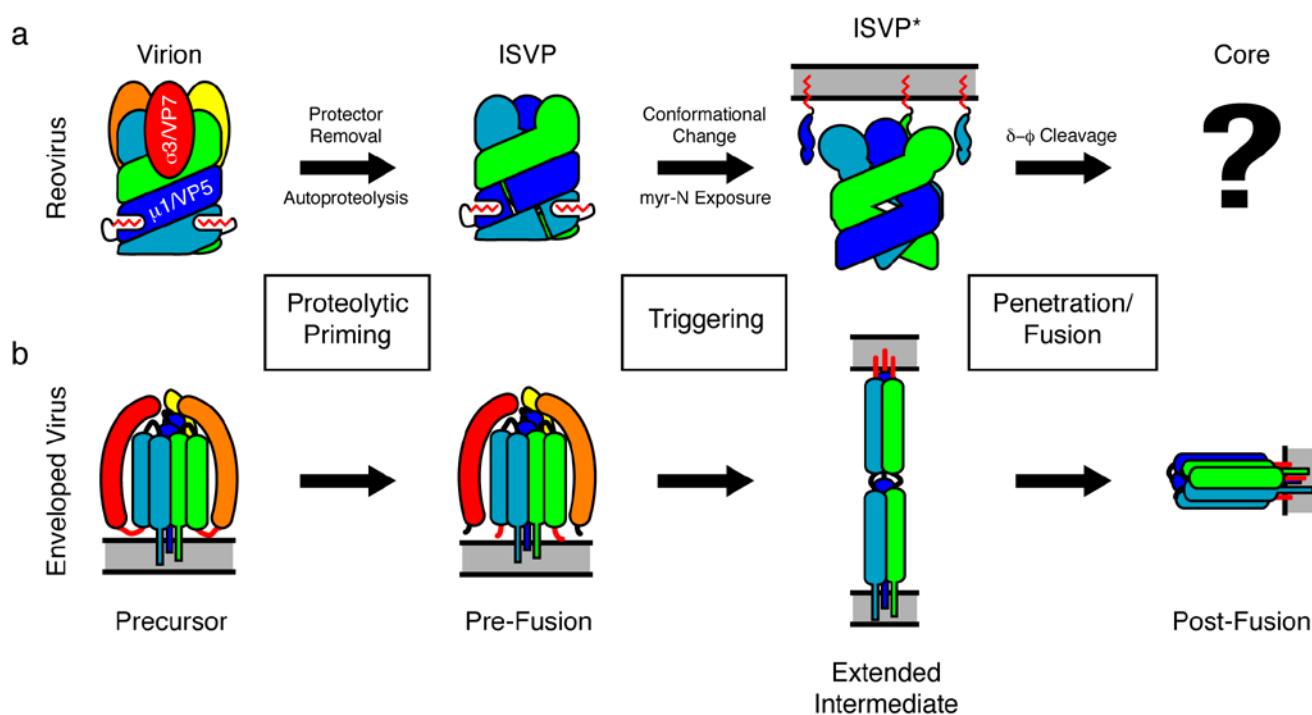 a
Virion
ISVP
ISVP*
Core
Reovirus
σ3/VP7
μ1/VP5
Protector
Removal
Autoproteolysis
Conformational
Change
myr-N Exposure
δ–ϕ Cleavage
?
Proteolytic
Priming
Triggering
Penetration/
Fusion
b
Enveloped Virus
Precursor
Pre-Fusion
Extended
Intermediate
Post-Fusion